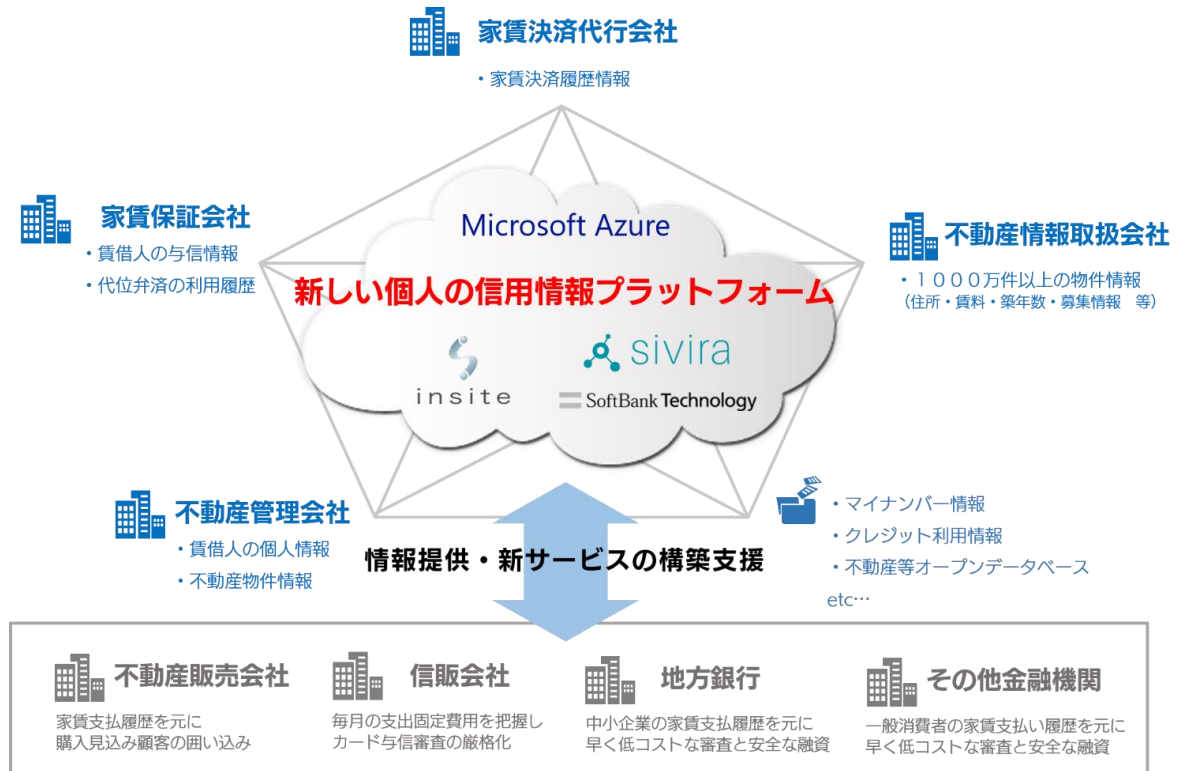 家賃決済代行会社
・家賃決済履歴情報
家賃保証会社
・賃借人の与信情報
・代位弁済の利用履歴
Microsoft Azure
新しい個人の信用情報プラットフォーム
insite
sivira
SoftBank Technology
不動産情報取扱会社
・１０００万件以上の物件情報
（住所・賃料・築年数・募集情報　等）
不動産管理会社
・賃借人の個人情報
・不動産物件情報
・マイナンバー情報
・クレジット利用情報
・不動産等オープンデータベース
etc…
情報提供・新サービスの構築支援
不動産販売会社
家賃支払履歴を元に
購入見込み顧客の囲い込み
信販会社
毎月の支出固定費用を把握し
カード与信審査の厳格化
地方銀行
中小企業の家賃支払履歴を元に
早く低コストな審査と安全な融資
その他金融機関
一般消費者の家賃支払い履歴を元に
早く低コストな審査と安全な融資